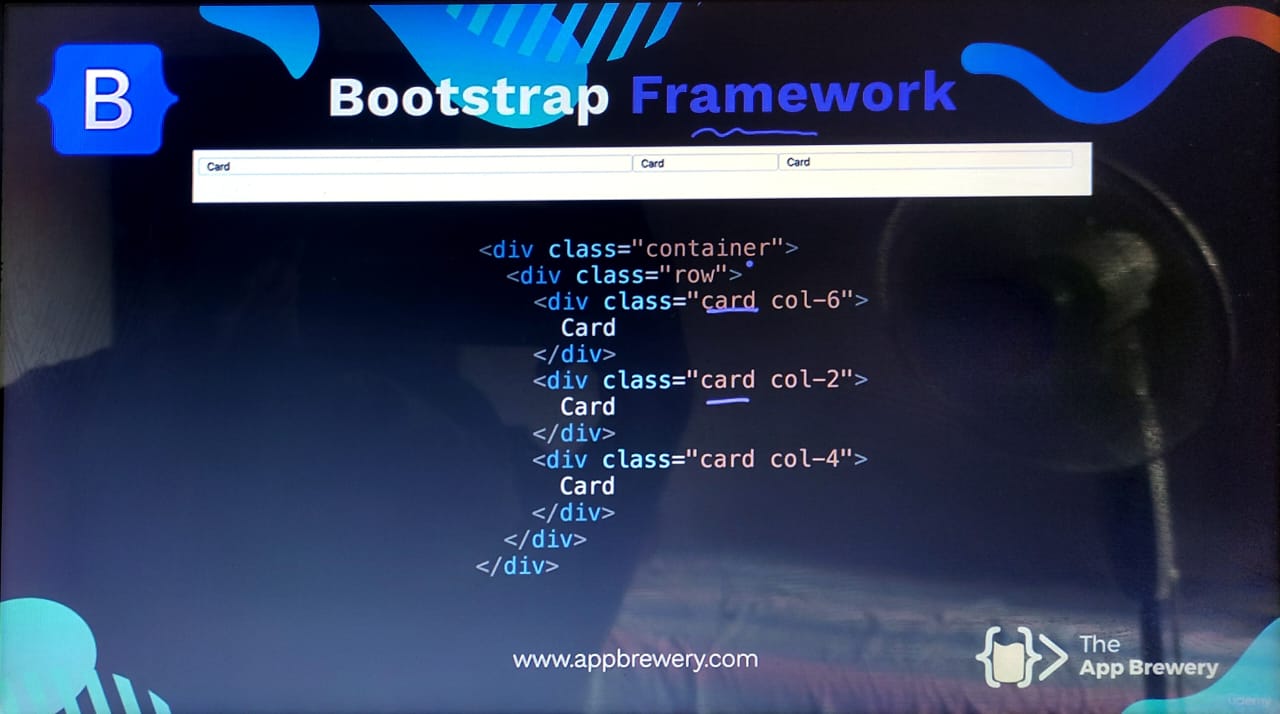 B
Bootstrap Framework
Card Card Card
<div class="container">
<div class="row">
<div class="card col-6">
Card
</div>
<div class="card col-2">
Card
</div>
<div class="card col-4">
Card
</div>
</div>
</div>
www.appbrewery.com
The
App Brewery
Udemy